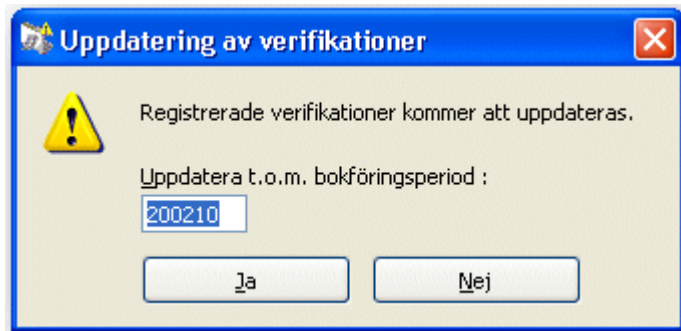 Uppdatering av verifikationer
Registrerade verifikationer kommer att uppdateras.
Uppdatera t.o.m. bokföringsperiod :
200210
Ja Nej